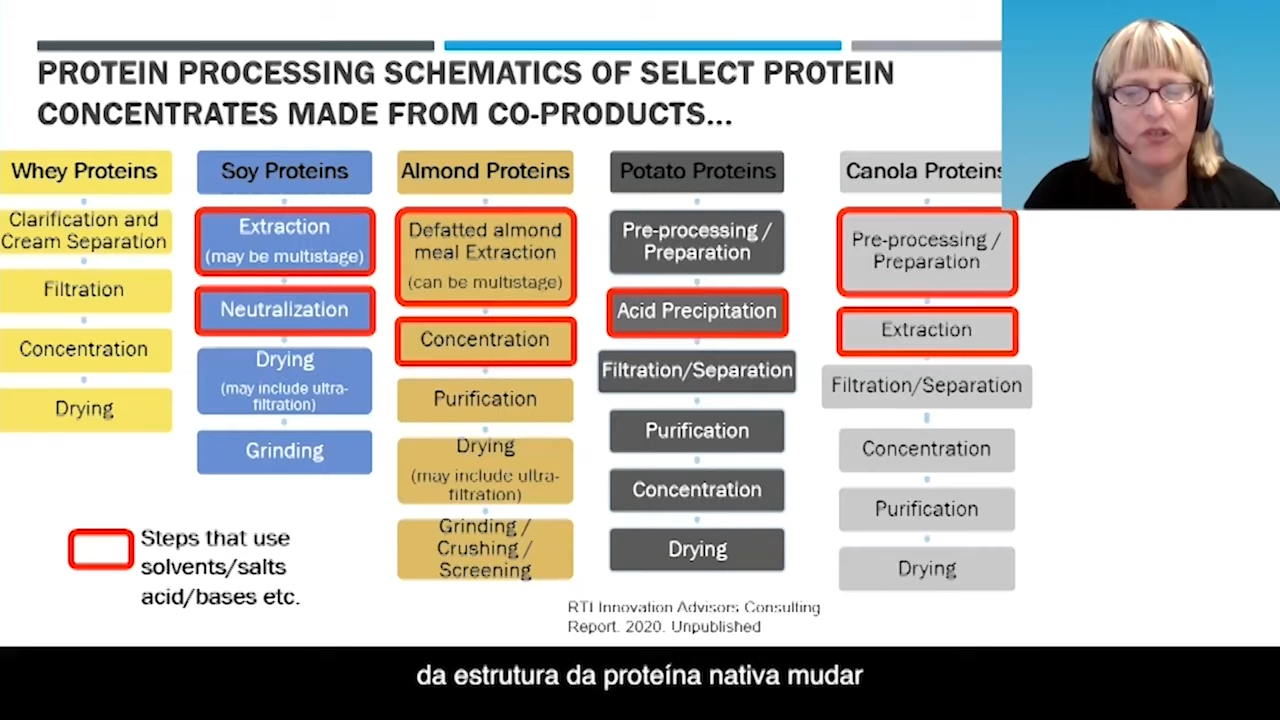 PROTEIN PROCESSING SCHEMATICS OF SELECT PROTEIN
CONCENTRATES MADE FROM CO-PRODUCTS...
Whey Proteins
Clarification and
Cream Separation
Filtration
Concentration
Drying
Soy Proteins
Extraction
(may be multistage)
Neutralization
Drying
(may include ultra-
filtration)
Grinding
Almond Proteins
Defatted almond
meal Extraction
(can be multistage)
Concentration
Purification
Drying
(may include ultra-
filtration)
Grinding /
Crushing /
Screening
Potato Proteins
Pre-processing /
Preparation
Acid Precipitation
Filtration/Separation
Purification
Concentration
Drying
Canola Proteins
Pre-processing /
Preparation
Extraction
Filtration/Separation
Concentration
Purification
Drying
Steps that use
solvents/salts
acid/bases etc.
RTI Innovation Advisors Consulting
Report. 2020. Unpublished
da estrutura da proteína nativa mudar